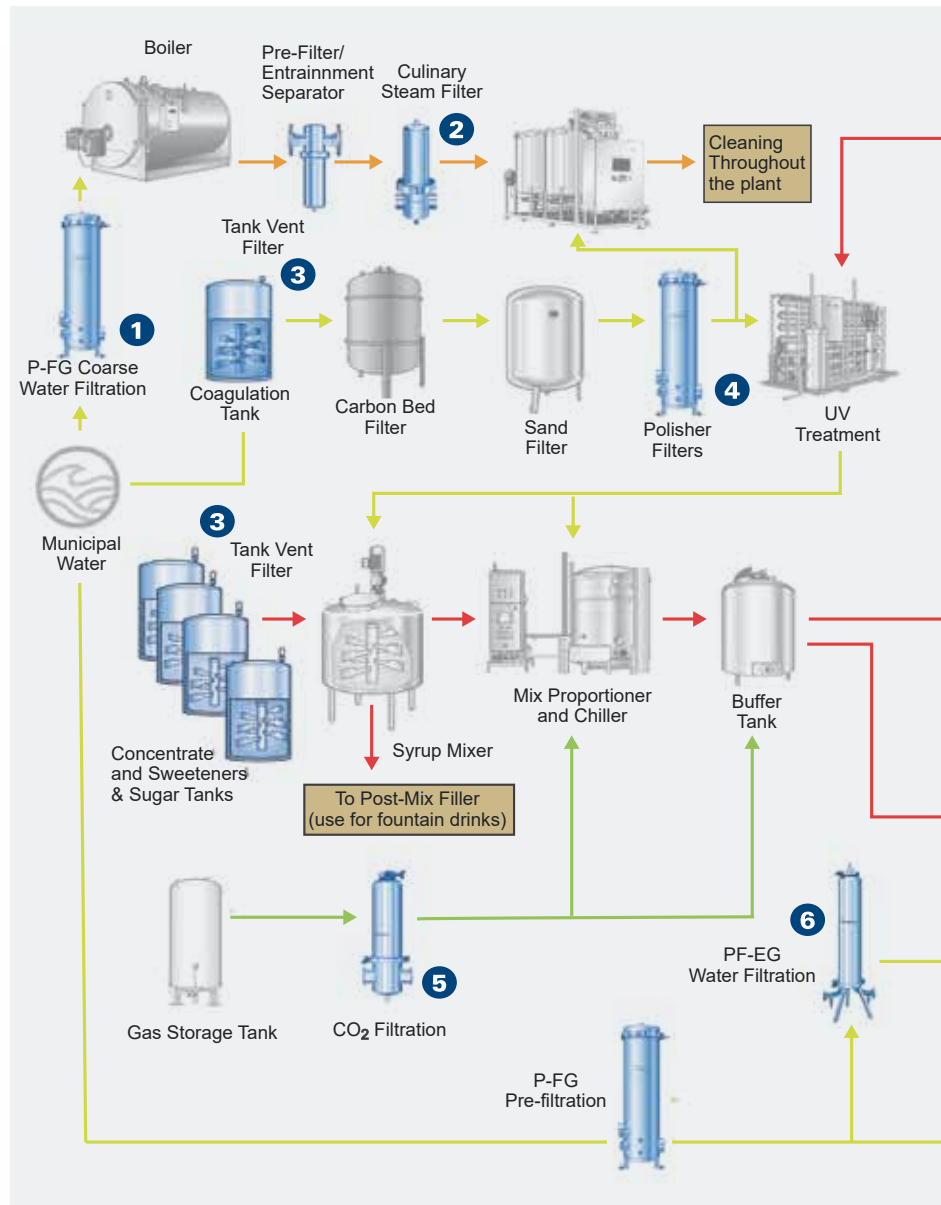 Boiler
Pre-Filter/
Entrainnment
Separator
Culinary
Steam Filter
2
Cleaning
Throughout
the plant
Tank Vent
Filter
3
1
P-FG Coarse
Water Filtration
Coagulation
Tank
Carbon Bed
Filter
Sand
Filter
4
Polisher
Filters
UV
Treatment
Municipal
Water
3
Tank Vent
Filter
Concentrate
and Sweeteners
& Sugar Tanks
Syrup Mixer
Mix Proportioner
and Chiller
Buffer
Tank
To Post-Mix Filler
(use for fountain drinks)
Gas Storage Tank
5
CO2 Filtration
6
PF-EG
Water Filtration
P-FG
Pre-filtration